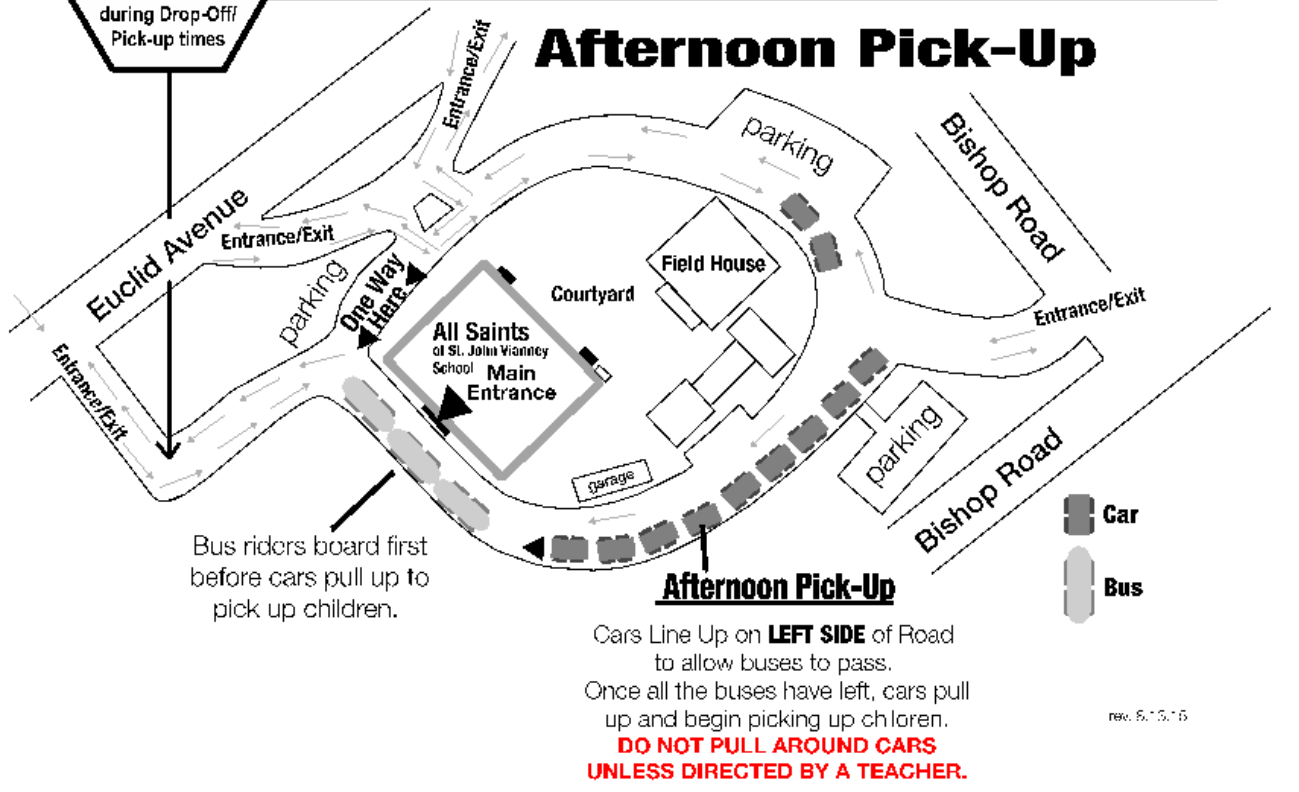 during Drop-Off/
Pick-up times
Afternoon Pick-Up
Entrance/Exit
parking
Bishop Road
Euclid Avenue
Entrance/Exit
parking
One Way
Here
Field House
Courtyard
Entrance/Exit
All Saints
of St. John Vianney
School
Main
Entrance
Entrance/Exit
parking
garage
Bishop Road
Car
Bus
Bus riders board first
before cars pull up to
pick up children.
Afternoon Pick-Up
Cars Line Up on LEFT SIDE of Road
to allow buses to pass.
Once all the buses have left, cars pull
up and begin picking up chloren.
DO NOT PULL AROUND CARS
UNLESS DIRECTED BY A TEACHER.
rev.